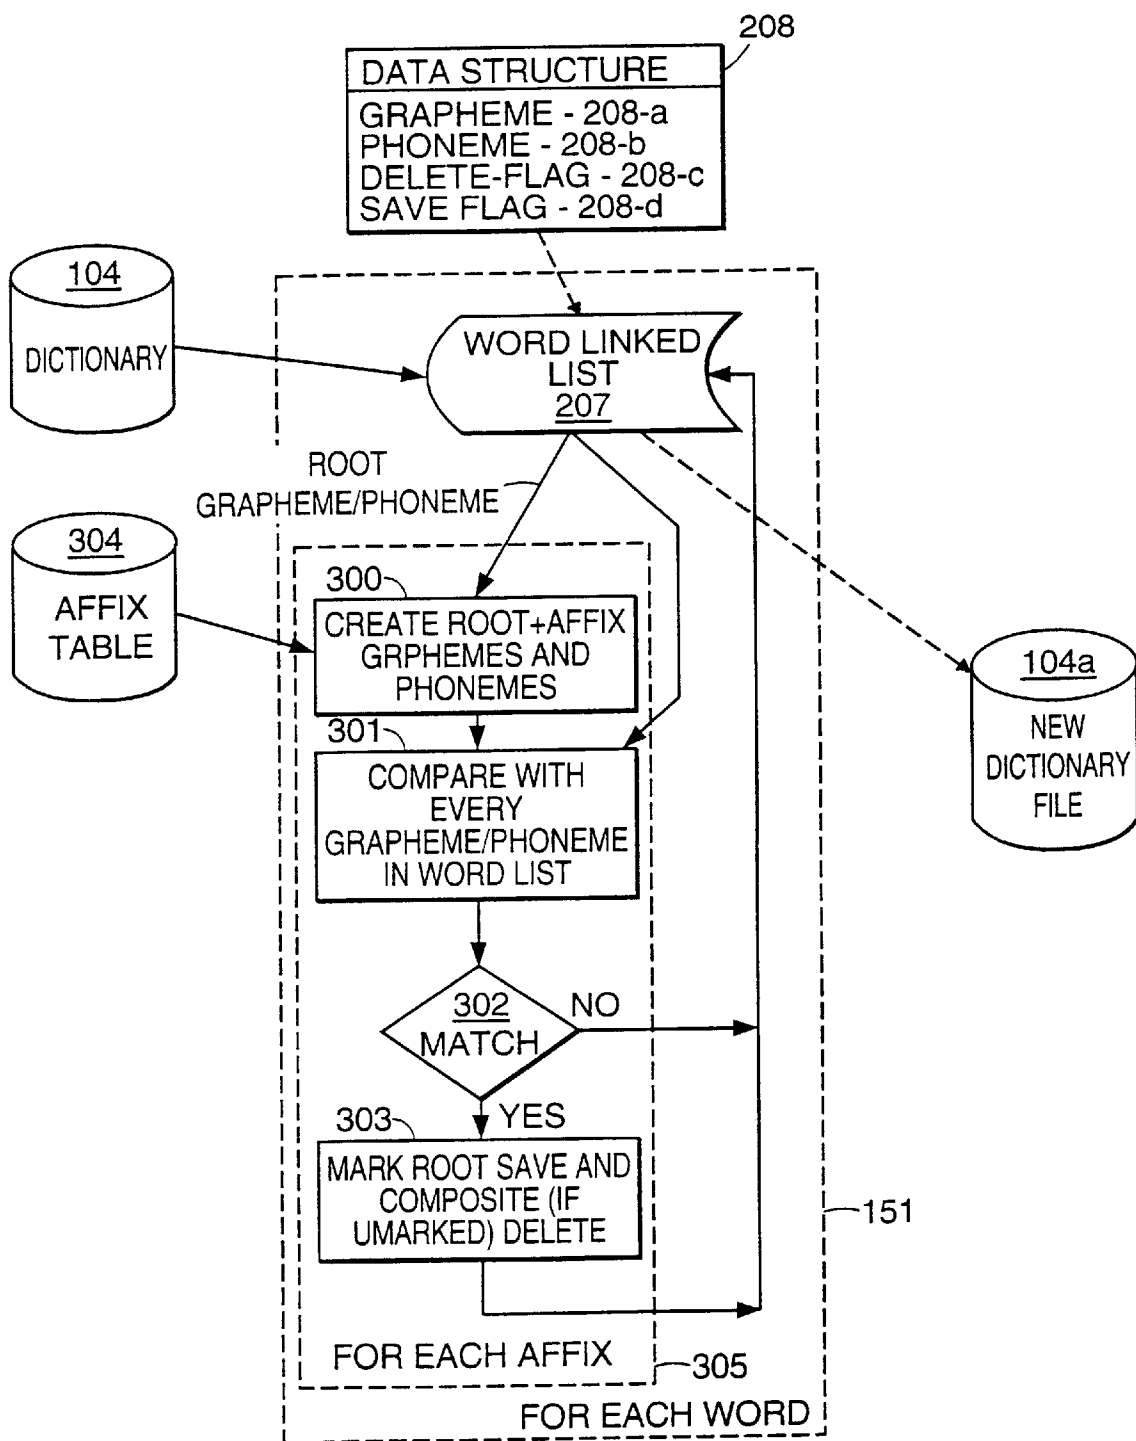 208
DATA STRUCTURE
GRAPHEME - 208-a
PHONEME - 208-b
DELETE-FLAG - 208-c
SAVE FLAG - 208-d
104
DICTIONARY
WORD LINKED
LIST
207
ROOT
GRAPHEME/PHONEME
304
AFFIX
TABLE
300
CREATE ROOT+AFFIX
GRPHEMES AND
PHONEMES
104a
NEW
DICTIONARY
FILE
301
COMPARE WITH
EVERY
GRAPHEME/PHONEME
IN WORD LIST
302
MATCH
NO
YES
303
MARK ROOT SAVE AND
COMPOSITE (IF
UMARKED) DELETE
151
FOR EACH AFFIX
305
FOR EACH WORD